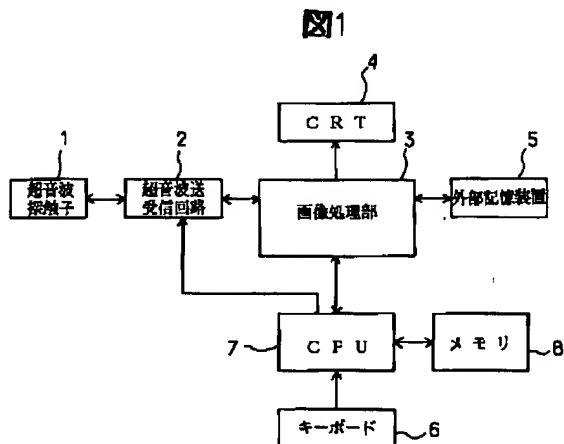 図1
4
C R T
1
2
3
5
超音波
探触子
超音波送
受信回路
画像処理部
外部記憶装置
7
C P U
メ モ リ
8
キーボード
6